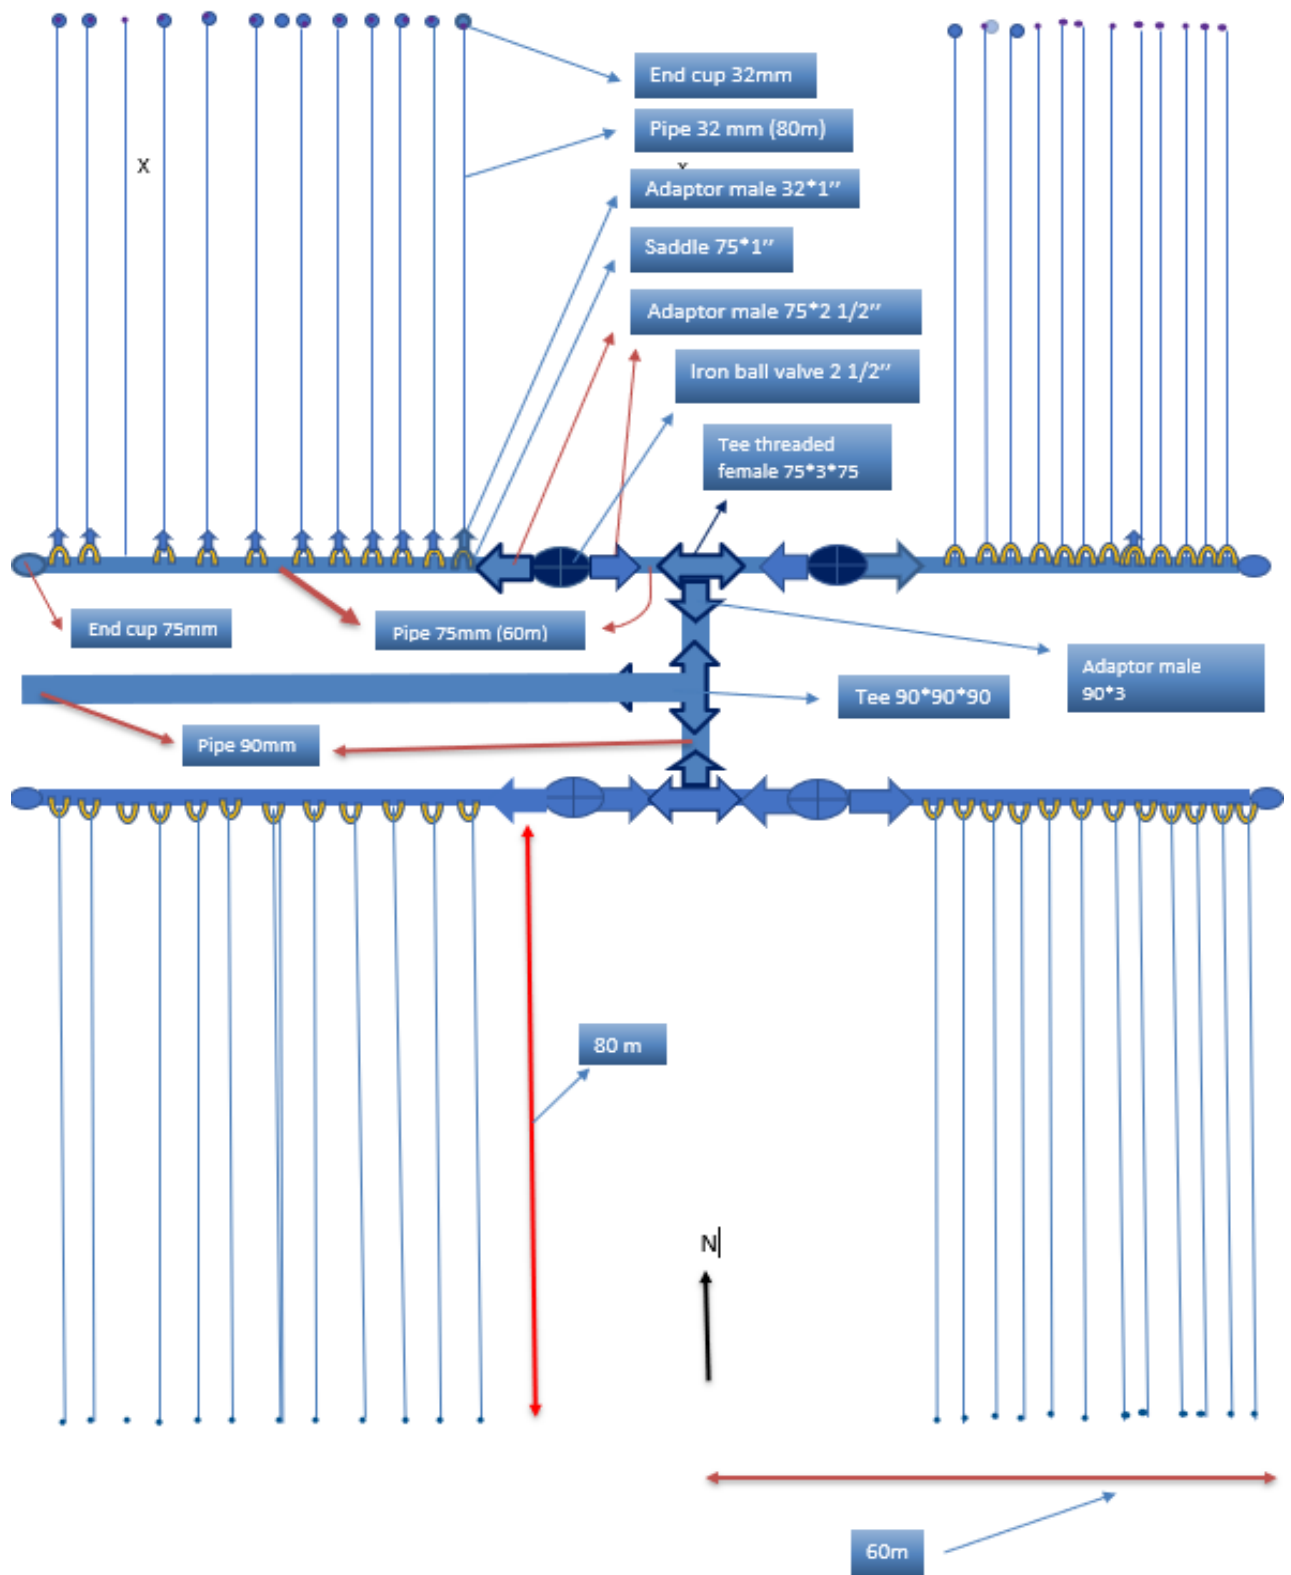 End cup 32mm
Pipe 32 mm (80m)
X
x
Adaptor male 32*1″
Saddle 75*1″
Adaptor male 75*2 1/2″
Iron ball valve 2 1/2″
Tee threaded
female 75*3*75
End cup 75mm
Pipe 75mm (60m)
Adaptor male
90*3
Tee 90*90*90
Pipe 90mm
80 m
N
60m